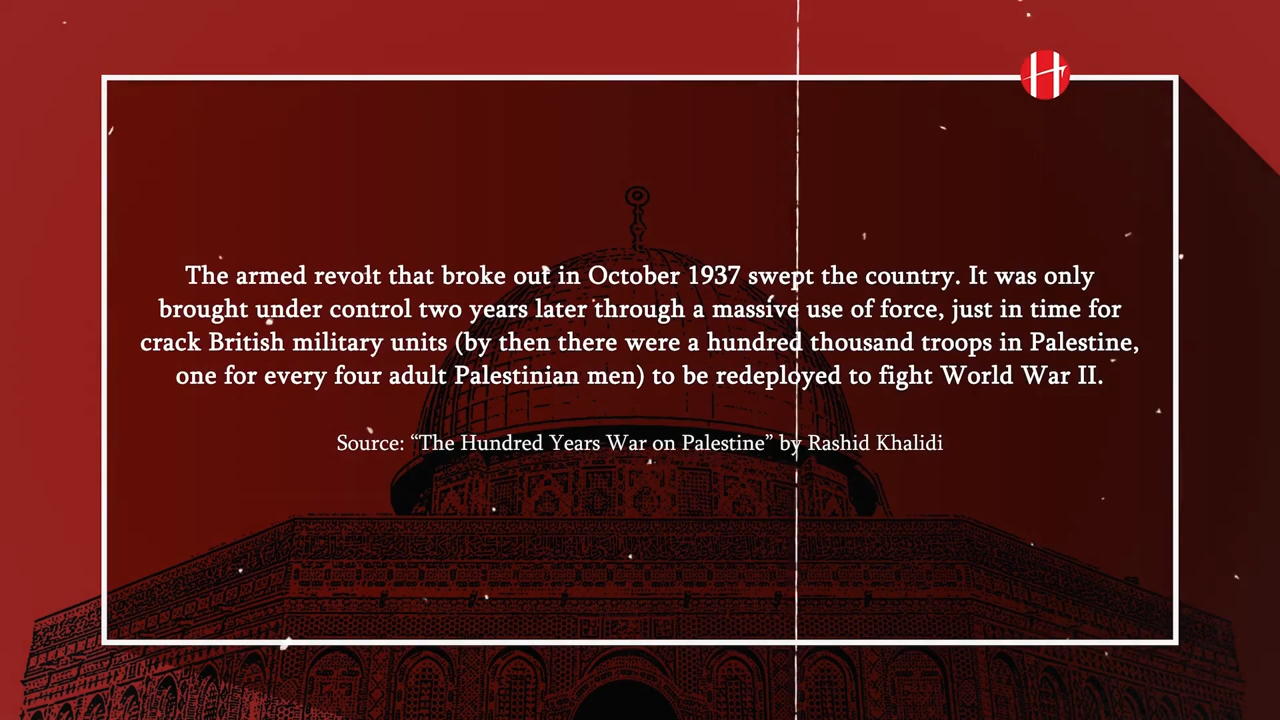 The armed revolt that broke out in October 1937 swept the country. It was only
brought under control two years later through a massive use of force, just in time for
crack British military units (by then there were a hundred thousand troops in Palestine,
one for every four adult Palestinian men) to be redeployed to fight World War II.
Source: “The Hundred Years War on Palestine” by Rashid Khalidi